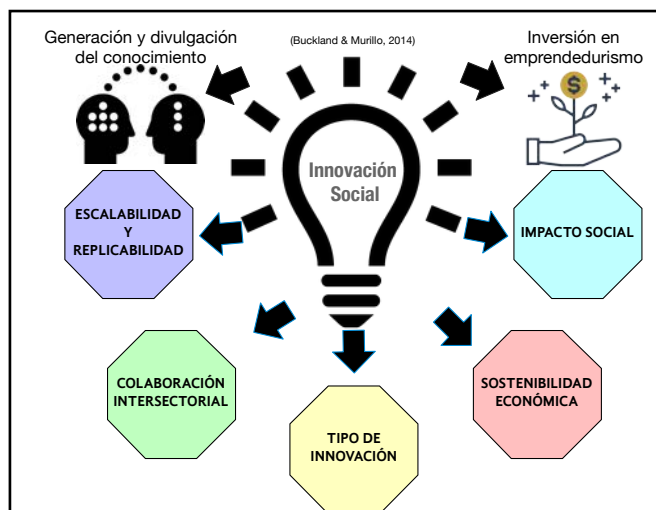 Generación y divulgación
del conocimiento
(Buckland & Murillo, 2014)
Inversión en
emprendedurismo
$
Innovación
Social
ESCALABILIDAD
Y
REPLICABILIDAD
IMPACTO SOCIAL
COLABORACIÓN
INTERSECTORIAL
TIPO DE
INNOVACIÓN
SOSTENIBILIDAD
ECONÓMICA